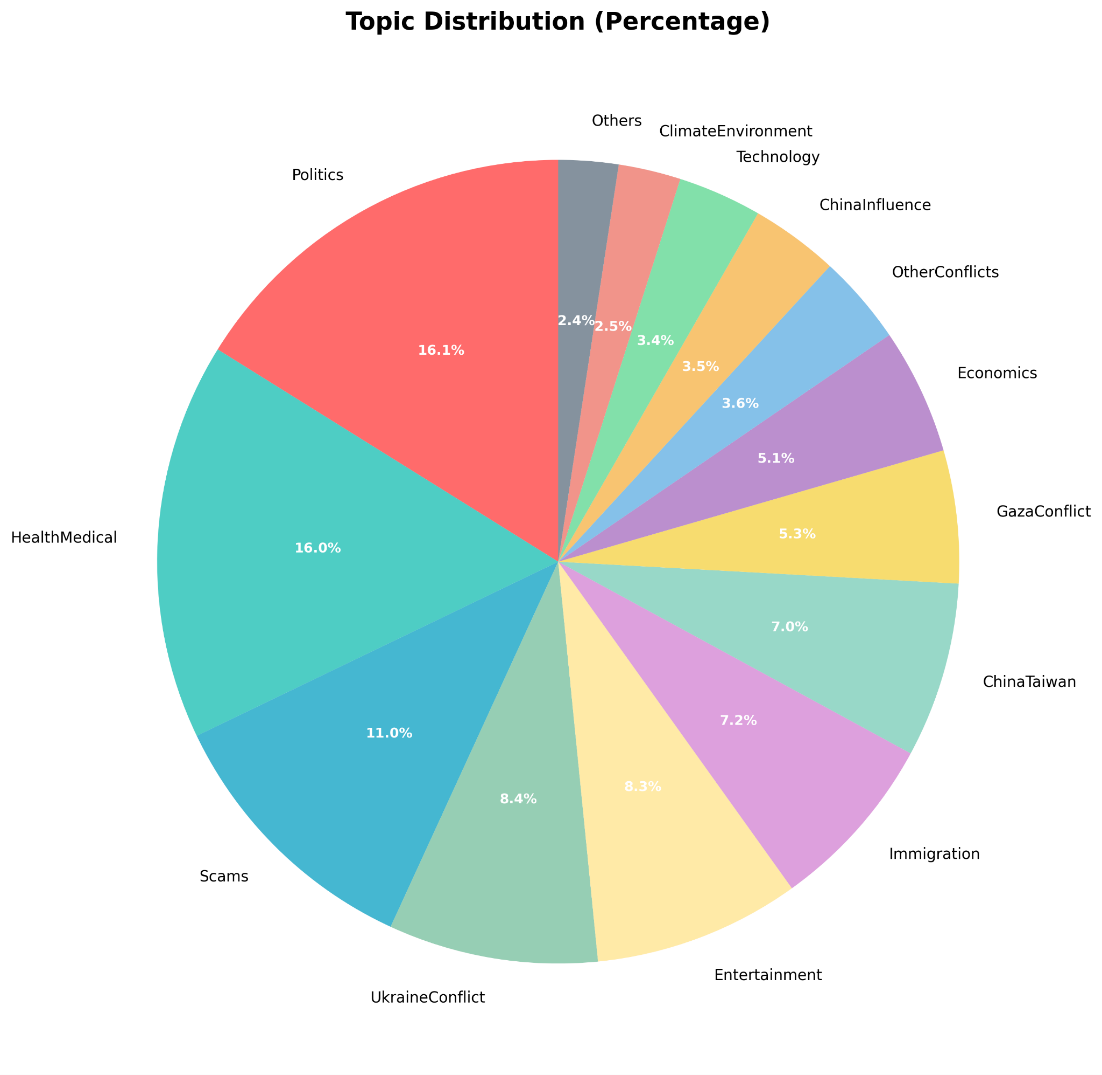 Topic Distribution (Percentage)
Others
ClimateEnvironment
Technology
Politics
ChinaInfluence
OtherConflicts
2.4%
2.5%
3.4%
16.1%
3.5%
Economics
3.6%
5.1%
GazaConflict
HealthMedical
16.0%
5.3%
7.0%
ChinaTaiwan
11.0%
7.2%
8.4%
8.3%
Scams
Immigration
UkraineConflict
Entertainment